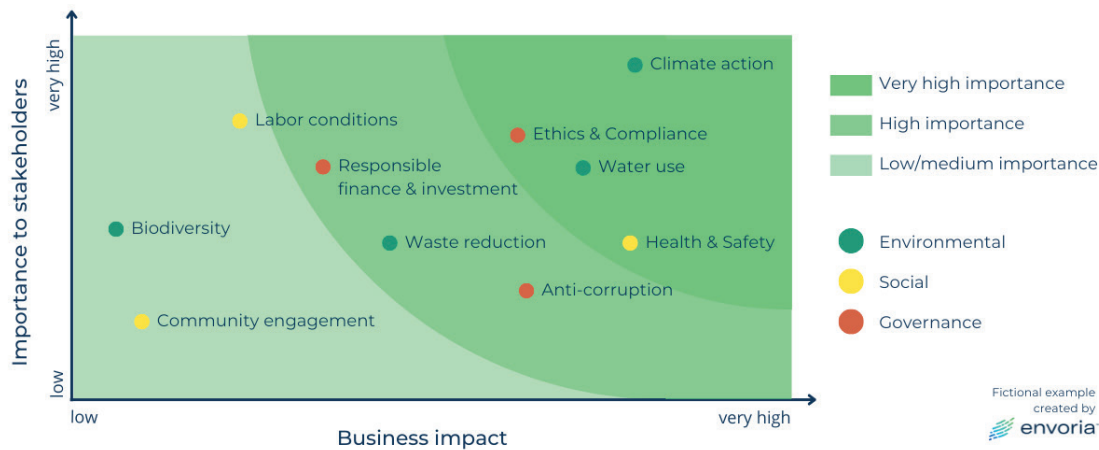 Importance to stakeholders
very high
low
Climate action
Labor conditions
Ethics & Compliance
Responsible
finance & investment
Water use
Biodiversity
Waste reduction
Health & Safety
Anti-corruption
Community engagement
low
very high
Business impact
Very high importance
High importance
Low/medium importance
Environmental
Social
Governance
Fictional example
created by
envoria